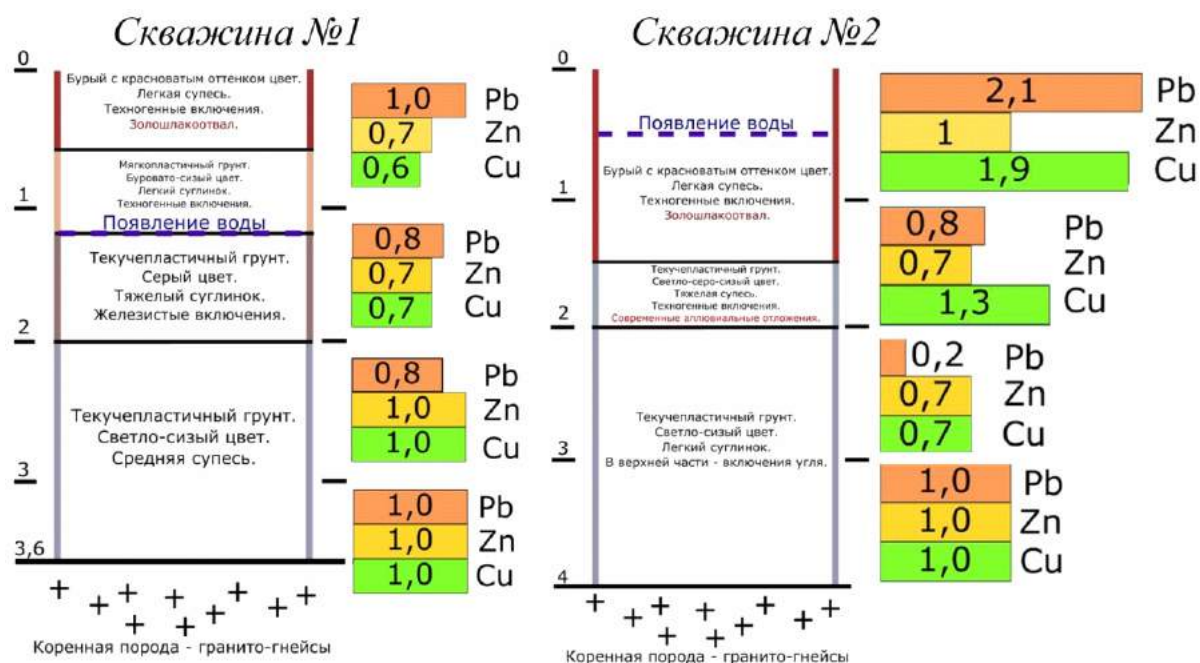 Скважина №1
0
Бурый с красноватым оттенком цвет.
Легкая супесь.
Техногенные включения.
Золошлакоотвал.
Мягкопластичный грунт.
Буровато-сизый цвет.
Легкий суглинок.
Техногенные включения.
1
Появление воды
Текучепластичный грунт.
Серый цвет.
Тяжелый суглинок.
Железистые включения.
2
Текучепластичный грунт.
Светло-сизый цвет.
Средняя супесь.
3
3,6
Коренная порода - гранито-гнейсы
1,0 Pb
0,7 Zn
0,6 Cu
0,8 Pb
0,7 Zn
0,7 Cu
0,8 Pb
1,0 Zn
1,0 Cu
1,0 Pb
1,0 Zn
1,0 Cu
Скважина №2
0
Появление воды
Бурый с красноватым оттенком цвет.
1
Легкая супесь.
Техногенные включения.
Золошлакоотвал.
Текучепластичный грунт.
Светло-серо-сизый цвет.
Тяжелая супесь.
Техногенные включения.
Современные аллювиальные отложения.
2
Текучепластичный грунт.
Светло-сизый цвет.
Легкий суглинок.
В верхней части - включения угля.
3
4
Коренная порода - гранито-гнейсы
2,1 Pb
1 Zn
1,9 Cu
0,8 Pb
0,7 Zn
1,3 Cu
0,2 Pb
0,7 Zn
0,7 Cu
1,0 Pb
1,0 Zn
1,0 Cu